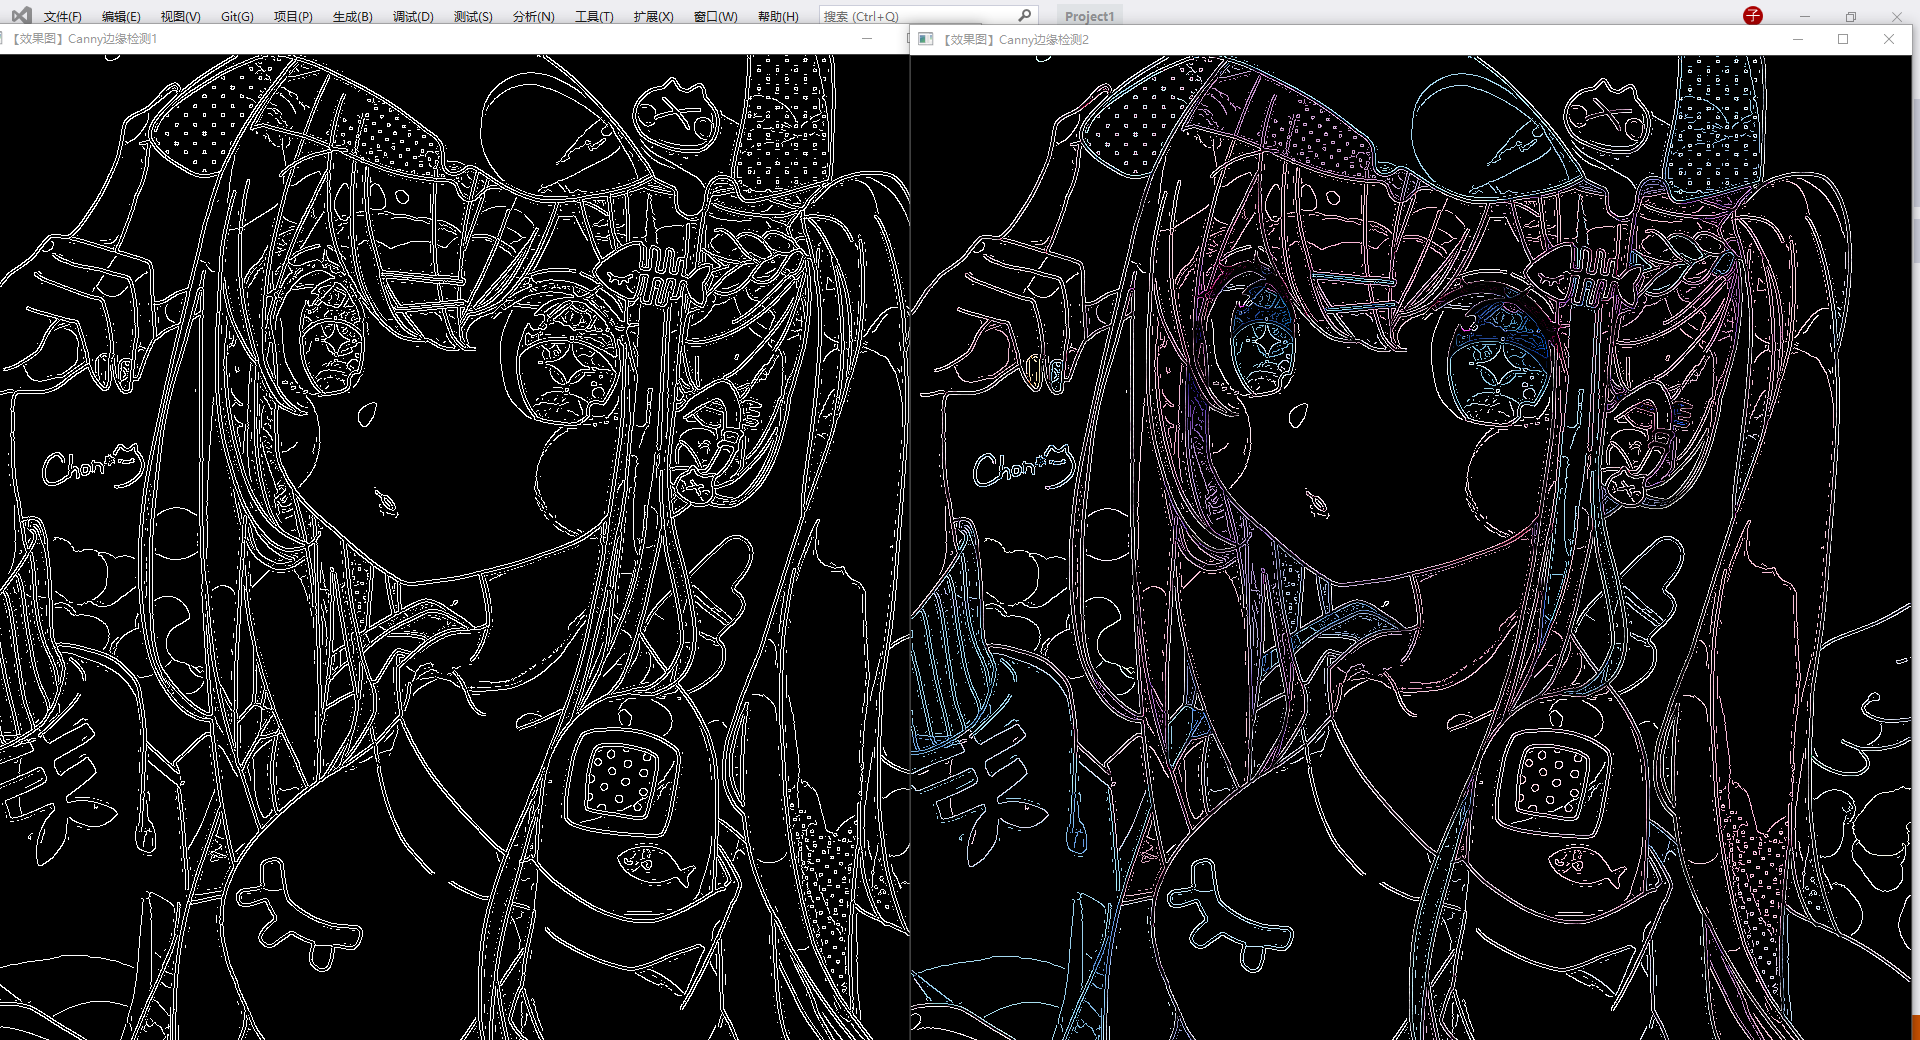 文件(F) 编辑(E) 视图(V) Git(G) 项目(P) 生成(B) 调试(D) 测试(S) 分析(N) 工具(T) 扩展(X) 窗口(W) 帮助(H) 搜索 (Ctrl+Q) Project1 子
【效果图】Canny边缘检测1
【效果图】Canny边缘检测2
Chan
Chan